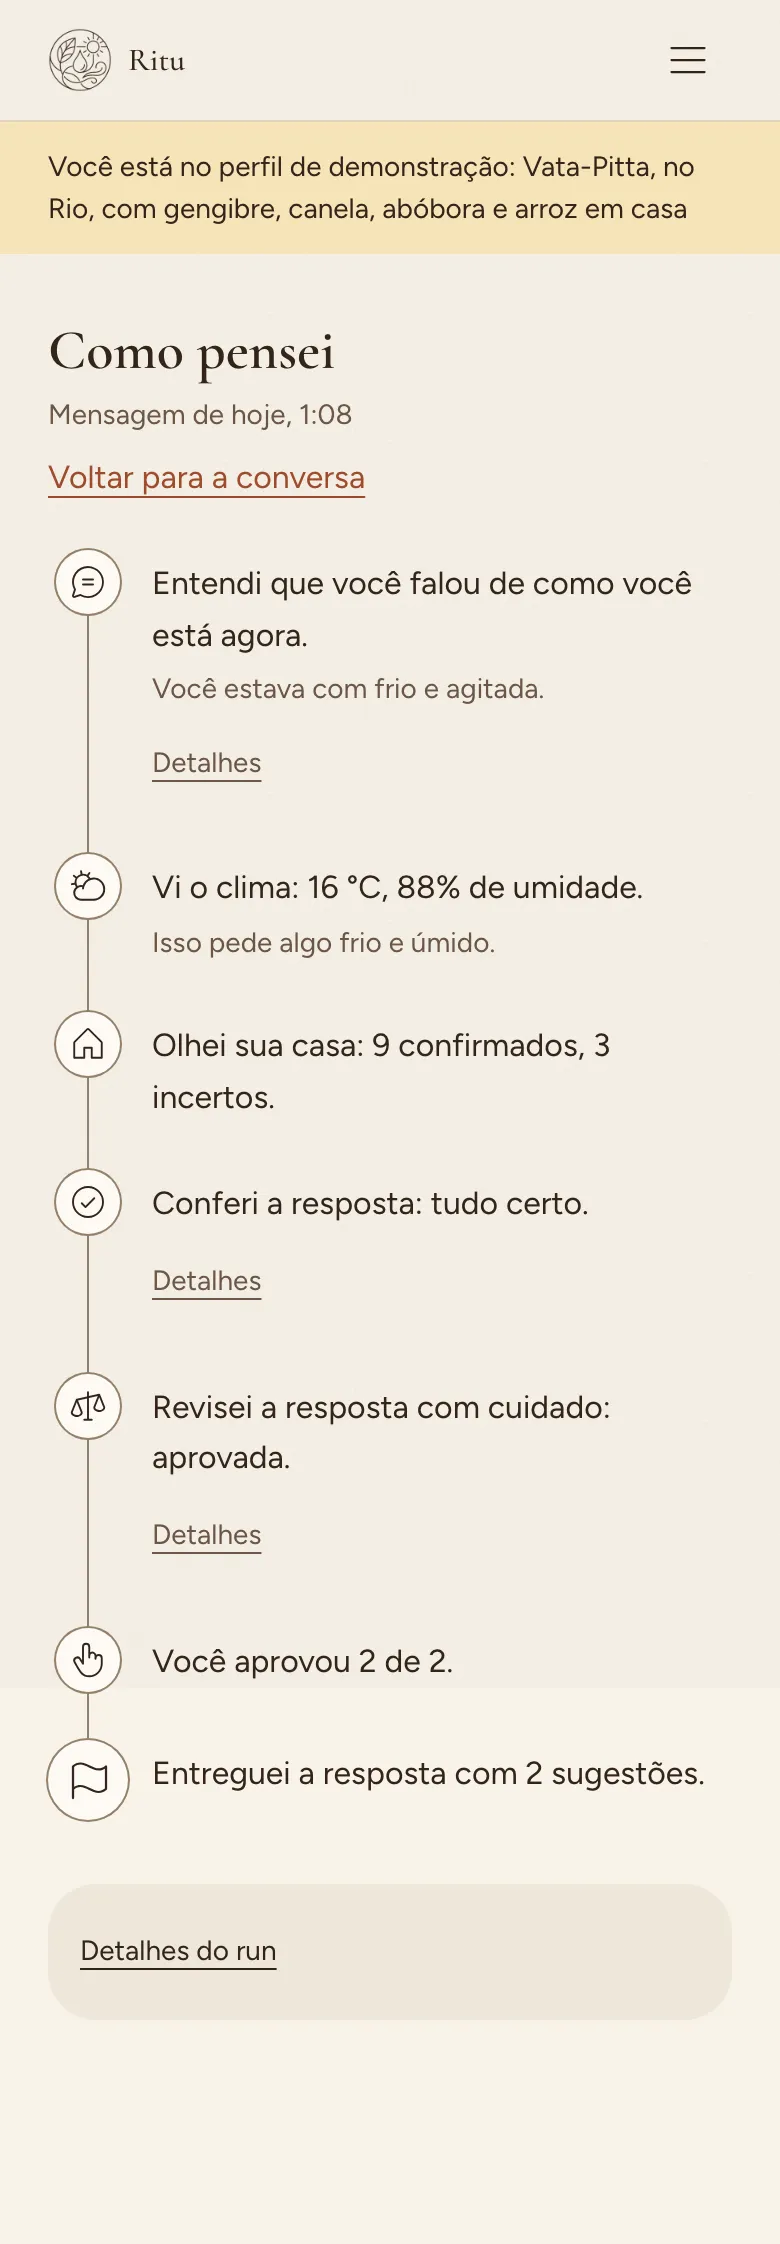 Ritu
Você está no perfil de demonstração: Vata-Pitta, no
Rio, com gengibre, canela, abóbora e arroz em casa
Como pensei
Mensagem de hoje, 1:08
Voltar para a conversa
Entendi que você falou de como você
está agora.
Você estava com frio e agitada.
Detalhes
Vi o clima: 16 °C, 88% de umidade.
Isso pede algo frio e úmido.
Olhei sua casa: 9 confirmados, 3
incertos.
Conferi a resposta: tudo certo.
Detalhes
Revisei a resposta com cuidado:
aprovada.
Detalhes
Você aprovou 2 de 2.
Entreguei a resposta com 2 sugestões.
Detalhes do run